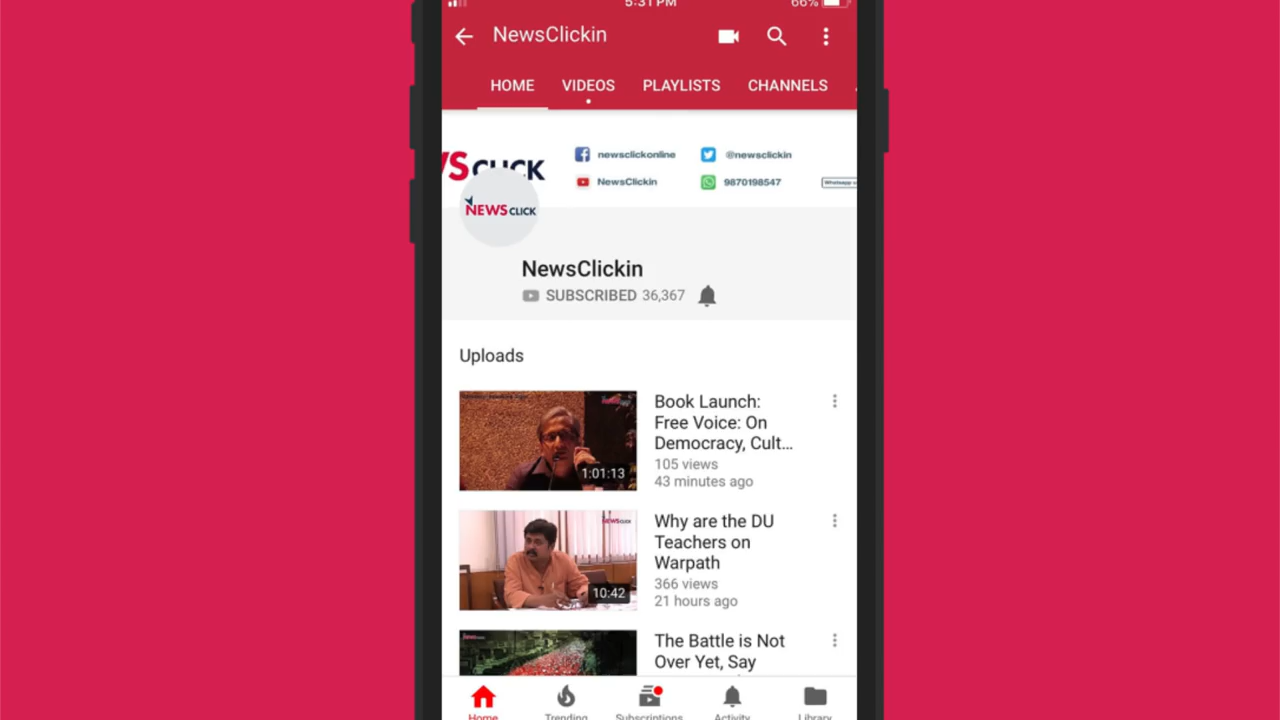 5:31 PM
66%
NewsClickin
HOME VIDEOS PLAYLISTS CHANNELS
WS CLICK
newsclickonline
@newsclickin
NewsClickin
9870198547
Whatsapp
NEWS CLICK
NewsClickin
SUBSCRIBED 36,367
Uploads
Book Launch:
Free Voice: On
Democracy, Cult...
105 views
43 minutes ago
1:01:13
Why are the DU
Teachers on
Warpath
366 views
21 hours ago
NEWSCLICK
10:42
The Battle is Not
Over Yet, Say
Home Trending Subscriptions Activity Library